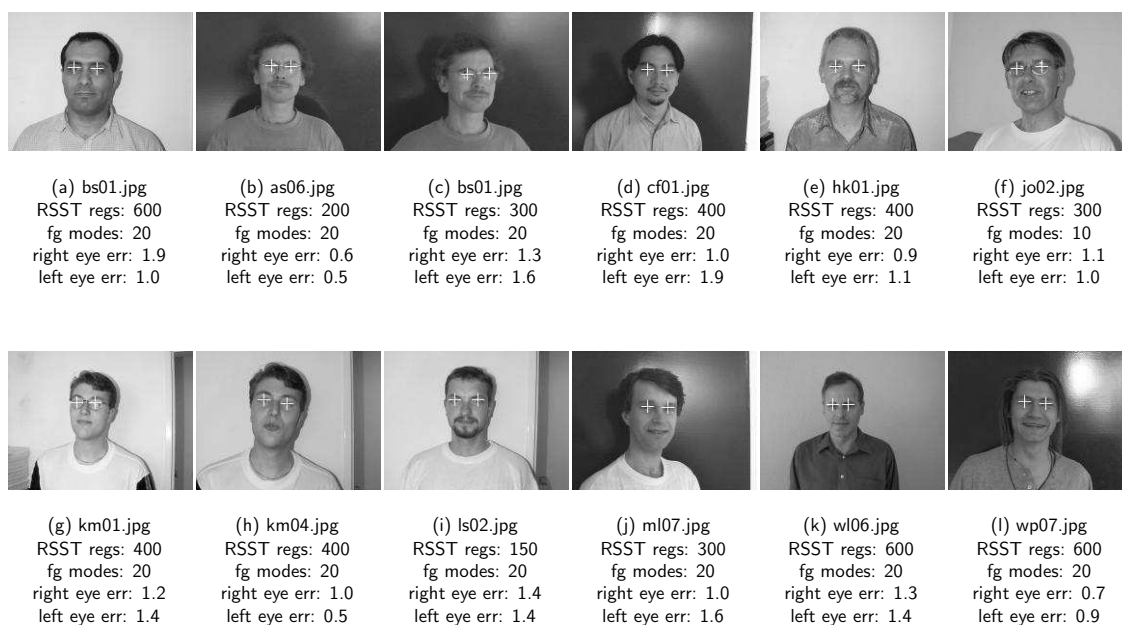 (a) bs01.jpg
RSST regs: 600
fg modes: 20
right eye err: 1.9
left eye err: 1.0
(b) as06.jpg
RSST regs: 200
fg modes: 20
right eye err: 0.6
left eye err: 0.5
(c) bs01.jpg
RSST regs: 300
fg modes: 20
right eye err: 1.3
left eye err: 1.6
(d) cf01.jpg
RSST regs: 400
fg modes: 20
right eye err: 1.0
left eye err: 1.9
(e) hk01.jpg
RSST regs: 400
fg modes: 20
right eye err: 0.9
left eye err: 1.1
(f) jo02.jpg
RSST regs: 300
fg modes: 10
right eye err: 1.1
left eye err: 1.0
(g) km01.jpg
RSST regs: 400
fg modes: 20
right eye err: 1.2
left eye err: 1.4
(h) km04.jpg
RSST regs: 400
fg modes: 20
right eye err: 1.0
left eye err: 0.5
(i) ls02.jpg
RSST regs: 150
fg modes: 20
right eye err: 1.4
left eye err: 1.4
(j) ml07.jpg
RSST regs: 300
fg modes: 20
right eye err: 1.0
left eye err: 1.6
(k) wl06.jpg
RSST regs: 600
fg modes: 20
right eye err: 1.3
left eye err: 1.4
(l) wp07.jpg
RSST regs: 600
fg modes: 20
right eye err: 0.7
left eye err: 0.9